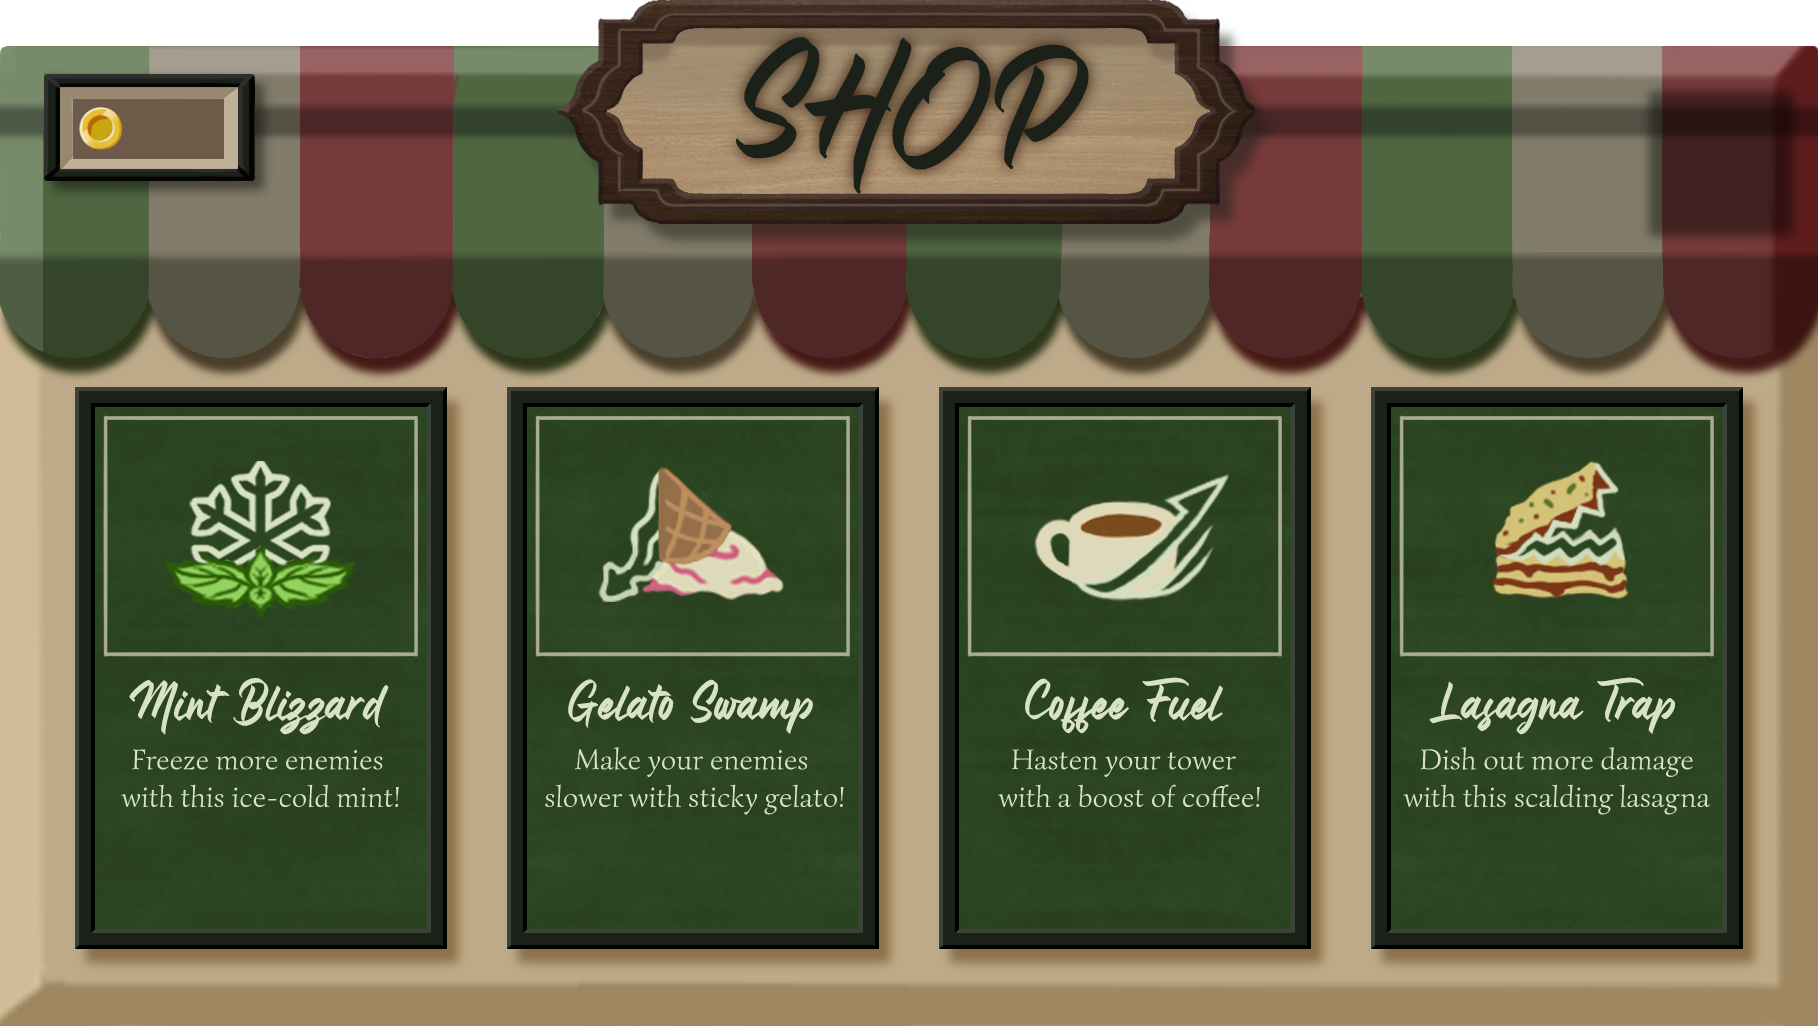 SHOP
Mint Blizzard
Freeze more enemies
with this ice-cold mint!
Gelato Swamp
Make your enemies
slower with sticky gelato!
Coffee Fuel
Hasten your tower
with a boost of coffee!
Lasagna Trap
Dish out more damage
with this scalding lasagna